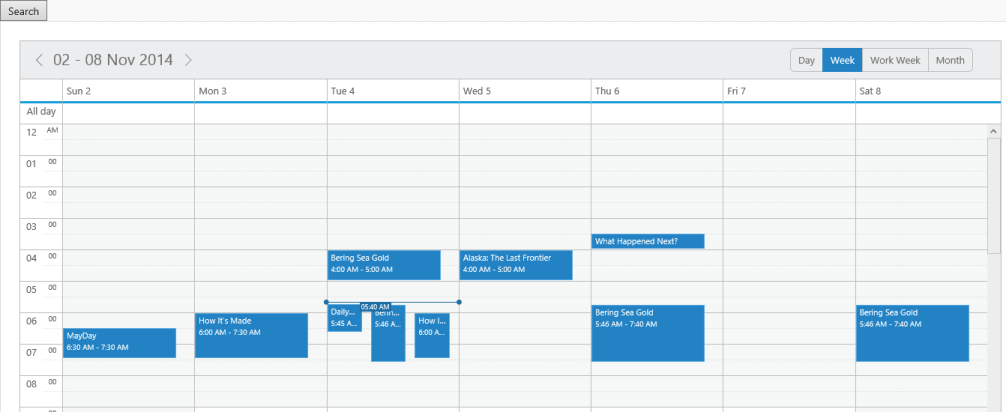 Search
02 - 08 Nov 2014
Day Week Work Week Month
Sun 2 Mon 3 Tue 4 Wed 5 Thu 6 Fri 7 Sat 8
All day
12 AM
01 00
02 00
03 00
What Happened Next?
04 00
Bering Sea Gold
4:00 AM - 5:00 AM
Alaska: The Last Frontier
4:00 AM - 5:00 AM
05 00
05:40 AM
Daily...
5:45 A...
Berin...
5:46 A...
Bering Sea Gold
5:46 AM - 7:40 AM
Bering Sea Gold
5:46 AM - 7:40 AM
06 00
How It's Made
6:00 AM - 7:30 AM
How I...
6:00 A...
MayDay
6:30 AM - 7:30 AM
07 00
08 00